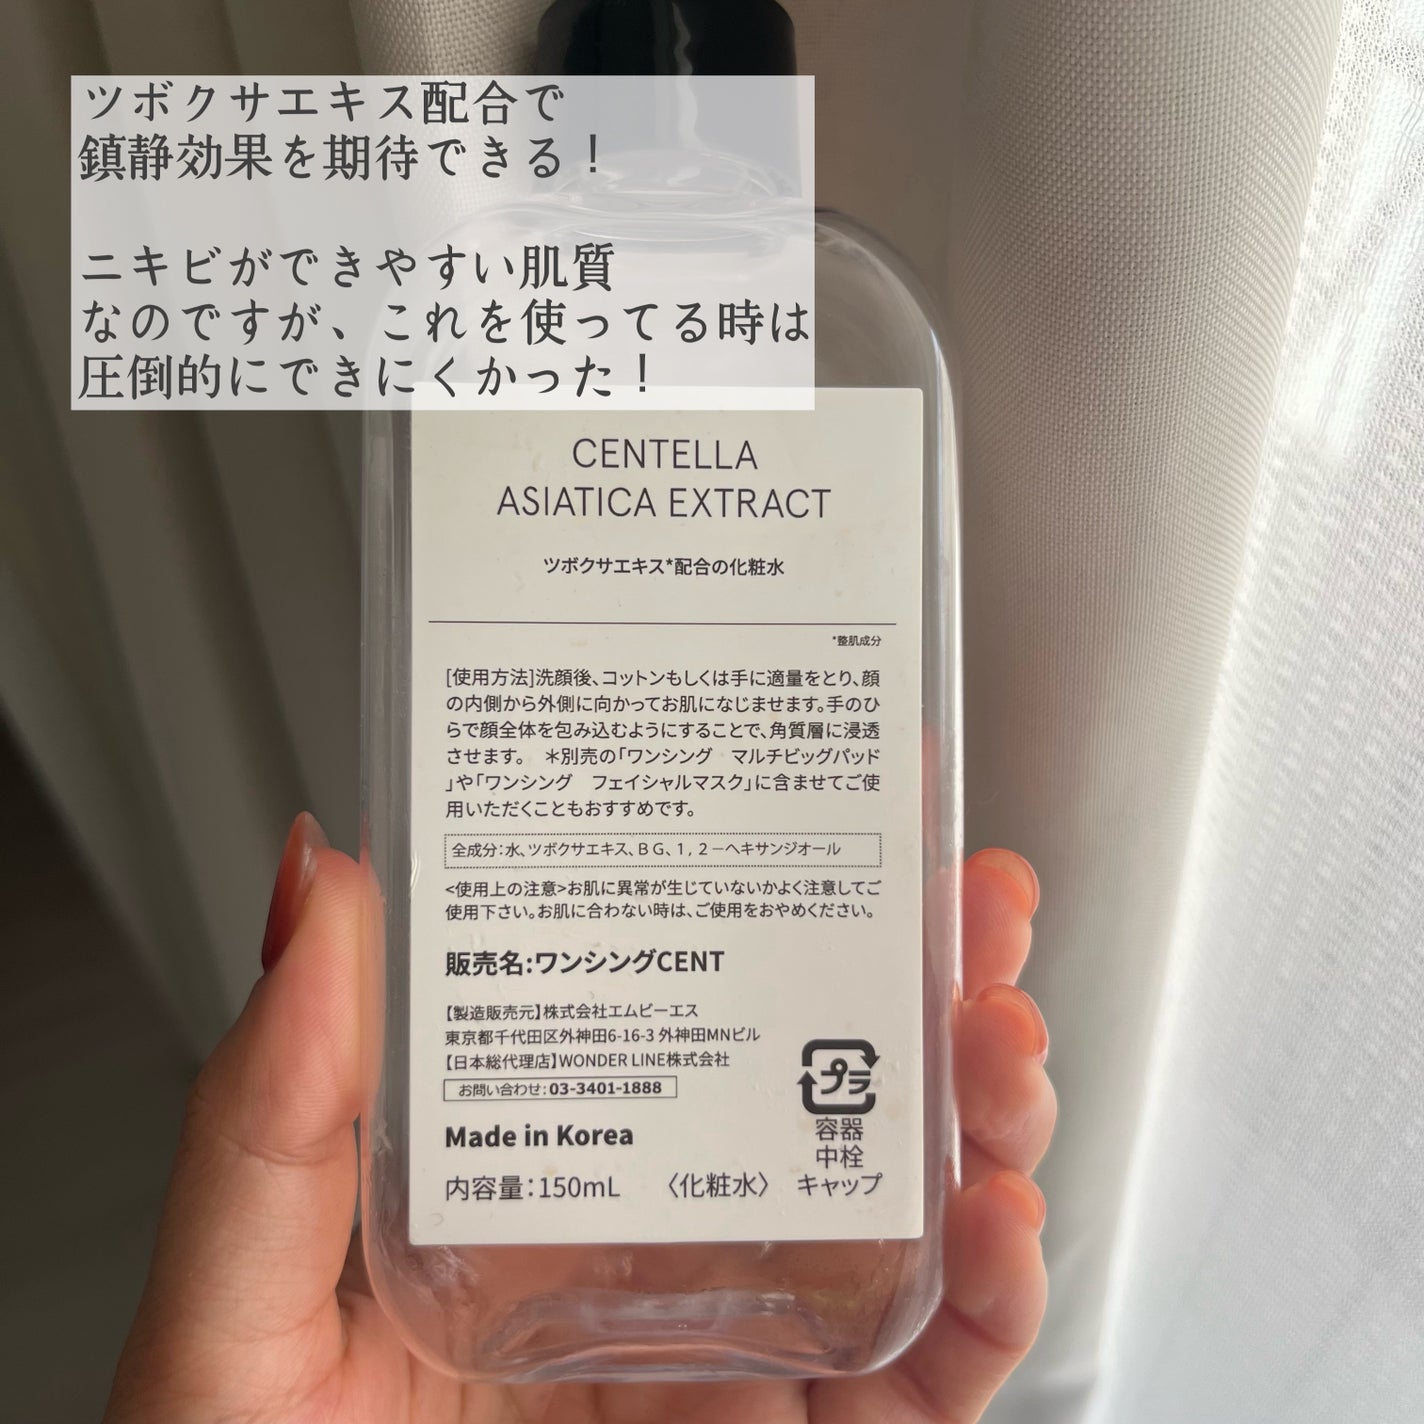 ツボクサエキス配合で
鎮静効果を期待できる！
ニキビができやすい肌質
なのですが、これを使ってる時は
圧倒的にできにくかった！
CENTELLA
ASIATICA EXTRACT
ツボクサエキス*配合の化粧水
*整肌成分
[使用方法]洗顔後、コットンもしくは手に適量をとり、顔
の内側から外側に向かってお肌になじませます。手のひ
らで顔全体を包み込むようにすることで、角質層に浸透
させます。　＊別売の「ワンシング　マルチビッグパッド
」や「ワンシング　フェイシャルマスク」に含ませてご使
用いただくこともおすすめです。
全成分：水、ツボクサエキス、ＢＧ、１，２－ヘキサンジオール
<使用上の注意>お肌に異常が生じていないかよく注意してご
使用下さい。お肌に合わない時は、ご使用をおやめください。
販売名:ワンシングCENT
【製造販売元】株式会社エムビーエス
東京都千代田区外神田6-16-3 外神田MNビル
【日本総代理店】WONDER LINE株式会社
お問い合わせ：03-3401-1888
Made in Korea
内容量：150mL 〈化粧水〉
プラ
容器
中栓
キャップ